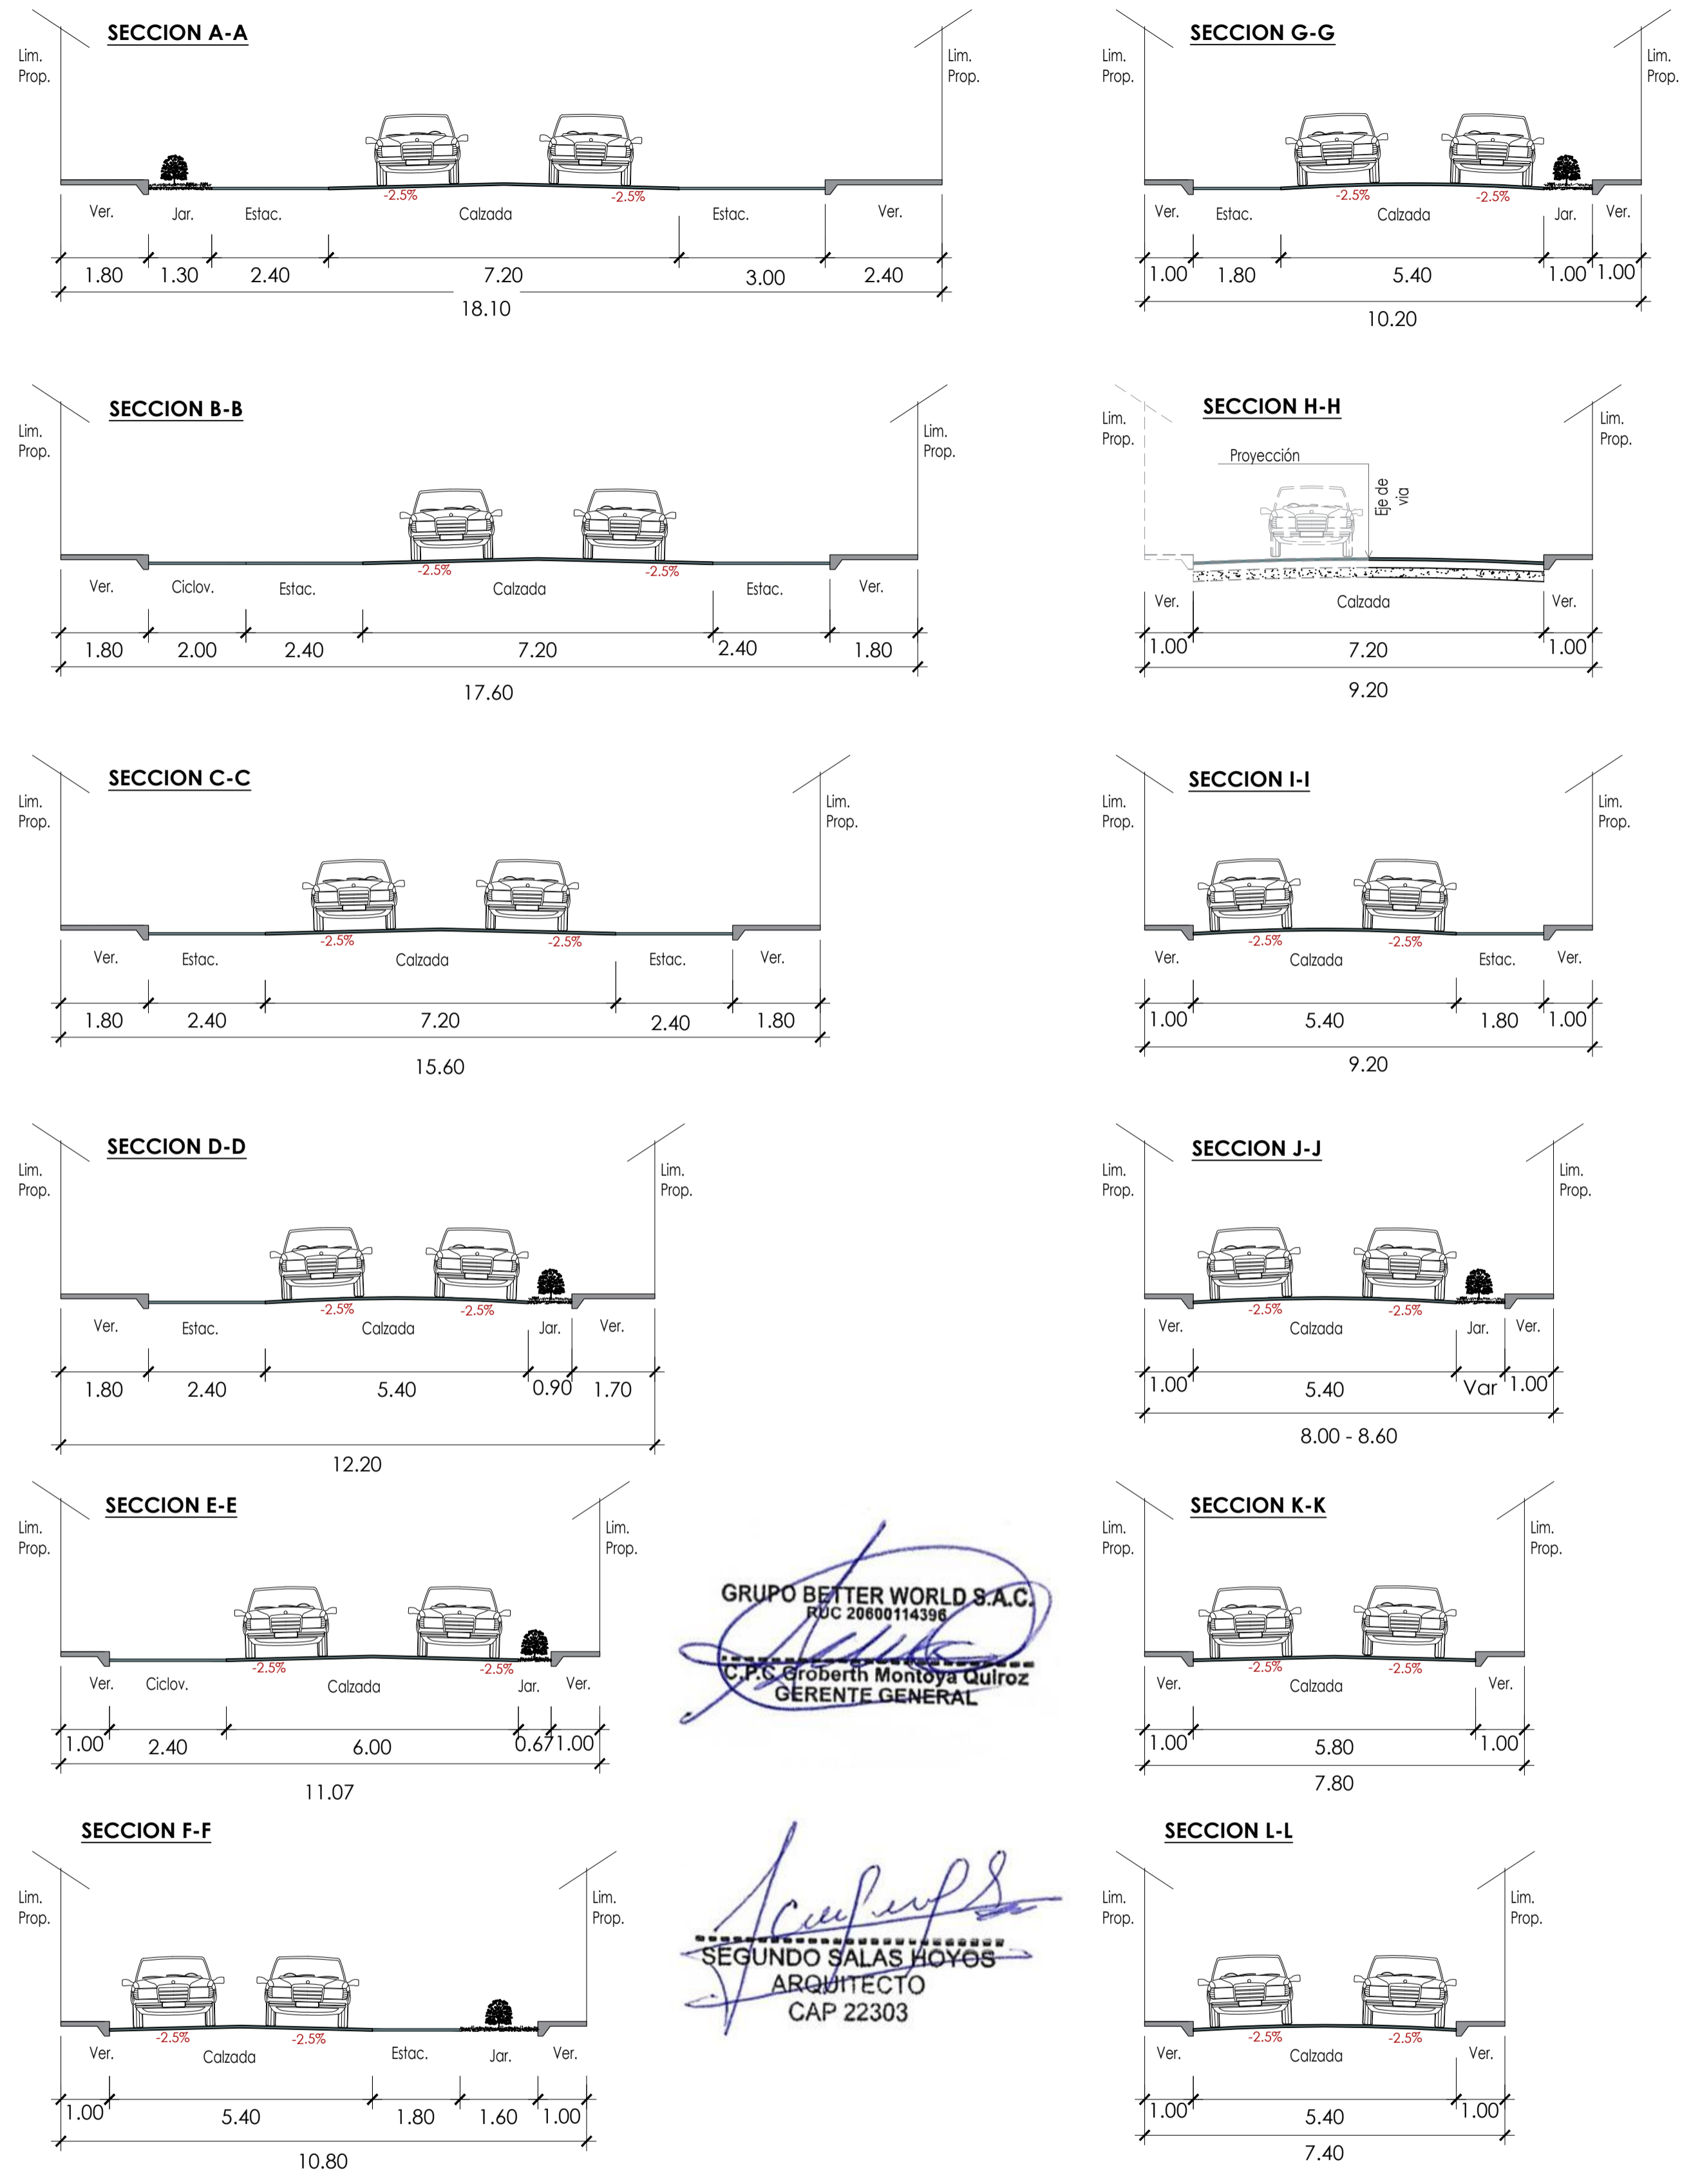 SECCION A-A
Lim.
Prop.
Lim.
Prop.
-2.5%
-2.5%
Ver.
Jar.
Estac.
Calzada
Estac.
Ver.
1.80
1.30
2.40
7.20
3.00
2.40
18.10
SECCION G-G
Lim.
Prop.
Lim.
Prop.
-2.5%
-2.5%
Ver.
Estac.
Calzada
Jar.
Ver.
1.00
1.80
5.40
1.00
1.00
10.20
SECCION B-B
Lim.
Prop.
Lim.
Prop.
-2.5%
-2.5%
Ver.
Ciclov.
Estac.
Calzada
Estac.
Ver.
1.80
2.00
2.40
7.20
2.40
1.80
17.60
SECCION H-H
Lim.
Prop.
Lim.
Prop.
Proyección
Eje de
via
Ver.
Calzada
Ver.
1.00
7.20
1.00
9.20
SECCION C-C
Lim.
Prop.
Lim.
Prop.
-2.5%
-2.5%
Ver.
Estac.
Calzada
Estac.
Ver.
1.80
2.40
7.20
2.40
1.80
15.60
SECCION I-I
Lim.
Prop.
Lim.
Prop.
-2.5%
-2.5%
Ver.
Calzada
Estac.
Ver.
1.00
5.40
1.80
1.00
9.20
SECCION D-D
Lim.
Prop.
Lim.
Prop.
-2.5%
-2.5%
Ver.
Estac.
Calzada
Jar.
Ver.
1.80
2.40
5.40
0.90
1.70
12.20
SECCION J-J
Lim.
Prop.
Lim.
Prop.
-2.5%
-2.5%
Ver.
Calzada
Jar.
Ver.
1.00
5.40
Var
1.00
8.00 - 8.60
SECCION E-E
Lim.
Prop.
Lim.
Prop.
-2.5%
-2.5%
Ver.
Ciclov.
Calzada
Jar.
Ver.
1.00
2.40
6.00
0.67
1.00
11.07
GRUPO BETTER WORLD S.A.C.
RUC 20600114396
C.P.C. Groberth Montoya Quiroz
GERENTE GENERAL
SECCION K-K
Lim.
Prop.
Lim.
Prop.
-2.5%
-2.5%
Ver.
Calzada
Ver.
1.00
5.80
1.00
7.80
SECCION F-F
Lim.
Prop.
Lim.
Prop.
-2.5%
-2.5%
Ver.
Calzada
Estac.
Jar.
Ver.
1.00
5.40
1.80
1.60
1.00
10.80
SEGUNDO SALAS HOYOS
ARQUITECTO
CAP 22303
SECCION L-L
Lim.
Prop.
Lim.
Prop.
-2.5%
-2.5%
Ver.
Calzada
Ver.
1.00
5.40
1.00
7.40